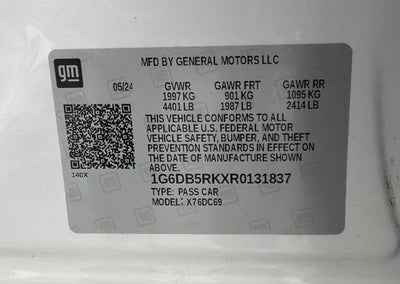 gm
MFD BY GENERAL MOTORS LLC
05/24 GVWR GAWR FRT GAWR RR
1997 KG 901 KG 1095 KG
4401 LB 1987 LB 2414 LB
THIS VEHICLE CONFORMS TO ALL
APPLICABLE U.S. FEDERAL MOTOR
VEHICLE SAFETY, BUMPER, AND THEFT
PREVENTION STANDARDS IN EFFECT ON
THE DATE OF MANUFACTURE SHOWN
ABOVE.
140X
1G6DB5RKXR0131837
TYPE: PASS CAR
MODEL: X76DC69